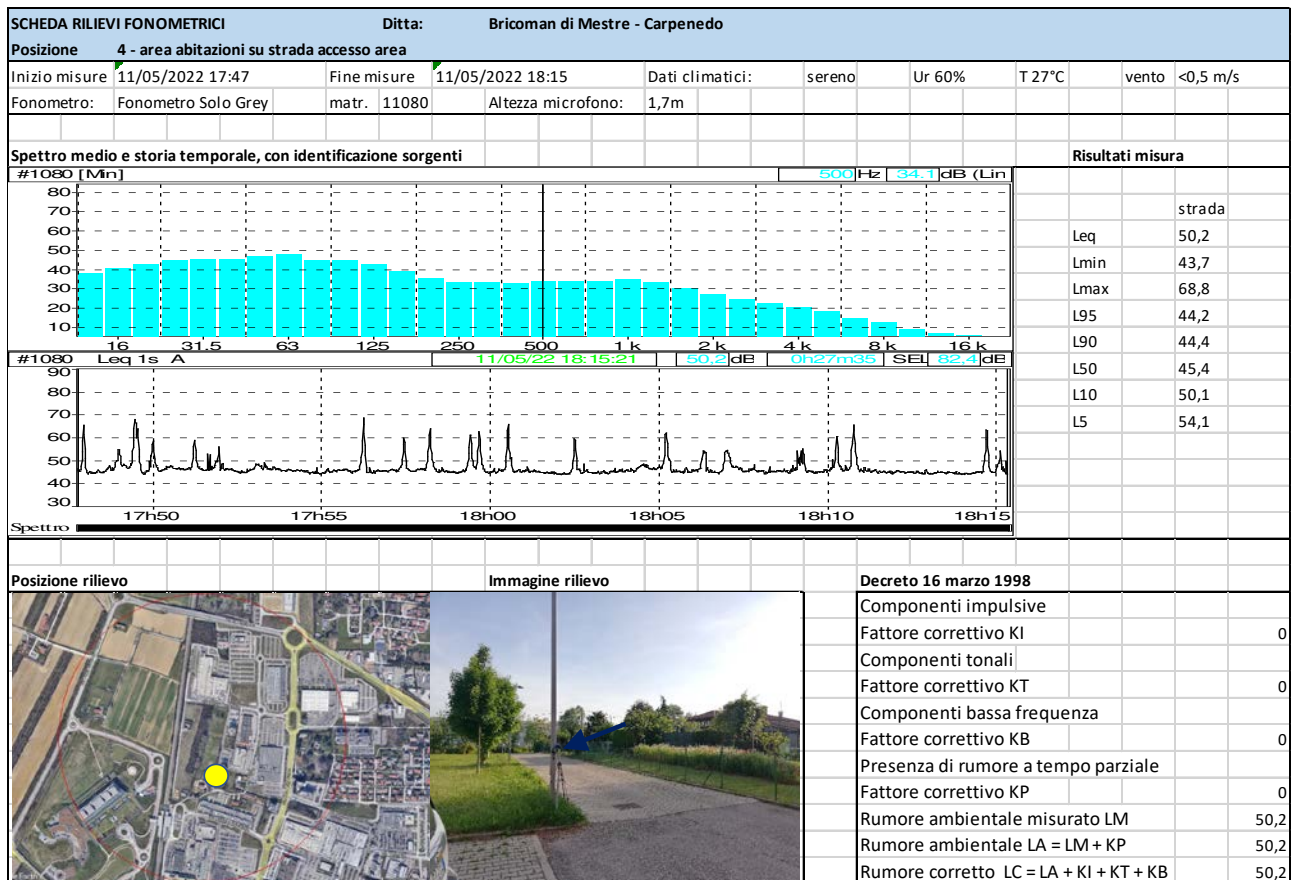 SCHEDA RILIEVI FONOMETRICI Ditta: Bricoman di Mestre - Carpenedo
Posizione 4 - area abitazioni su strada accesso area
Inizio misure 11/05/2022 17:47 Fine misure 11/05/2022 18:15 Dati climatici: sereno Ur 60% T 27°C vento <0,5 m/s
Fonometro: Fonometro Solo Grey matr. 11080 Altezza microfono: 1,7m
Spettro medio e storia temporale, con identificazione sorgenti Risultati misura
#1080 [Min] 500 Hz 34.1 dB (Lin
80
70
60
50
40
30
20
10
16 31.5 63 125 250 500 1 k 2 k 4 k 8 k 16 k
strada
Leq 50,2
Lmin 43,7
Lmax 68,8
L95 44,2
L90 44,4
L50 45,4
L10 50,1
L5 54,1
#1080 Leq 1s A 11/05/22 18:15:21 50,2 dB 0h27m35 SEL 82,4 dB
90
80
70
60
50
40
30
17h50 17h55 18h00 18h05 18h10 18h15
Spettro
Posizione rilievo Immagine rilievo Decreto 16 marzo 1998
Componenti impulsive
Fattore correttivo KI 0
Componenti tonali
Fattore correttivo KT 0
Componenti bassa frequenza
Fattore correttivo KB 0
Presenza di rumore a tempo parziale
Fattore correttivo KP 0
Rumore ambientale misurato LM 50,2
Rumore ambientale LA = LM + KP 50,2
Rumore corretto LC = LA + KI + KT + KB 50,2